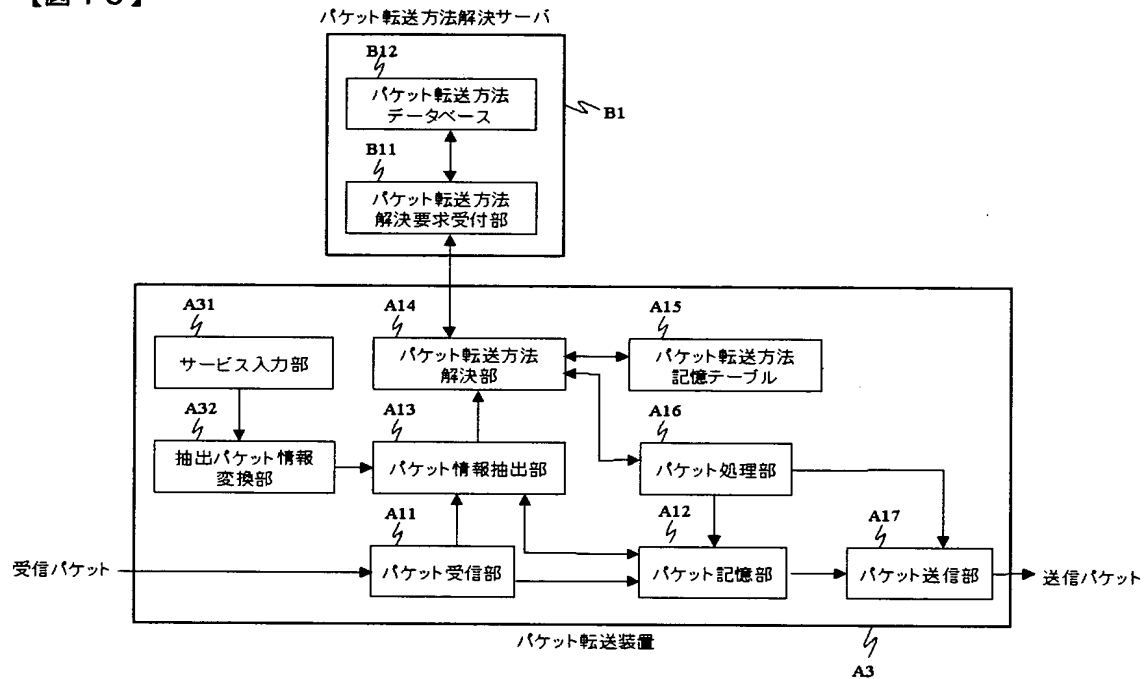 パケット転送方法解決サーバ
B12
パケット転送方法
データベース
B1
B11
パケット転送方法
解決要求受付部
A31
サービス入力部
A14
パケット転送方法
解決部
A15
パケット転送方法
記憶テーブル
A32
抽出パケット情報
変換部
A13
パケット情報抽出部
A16
パケット処理部
A11
パケット受信部
A12
パケット記憶部
A17
パケット送信部
受信パケット
送信パケット
パケット転送装置
A3